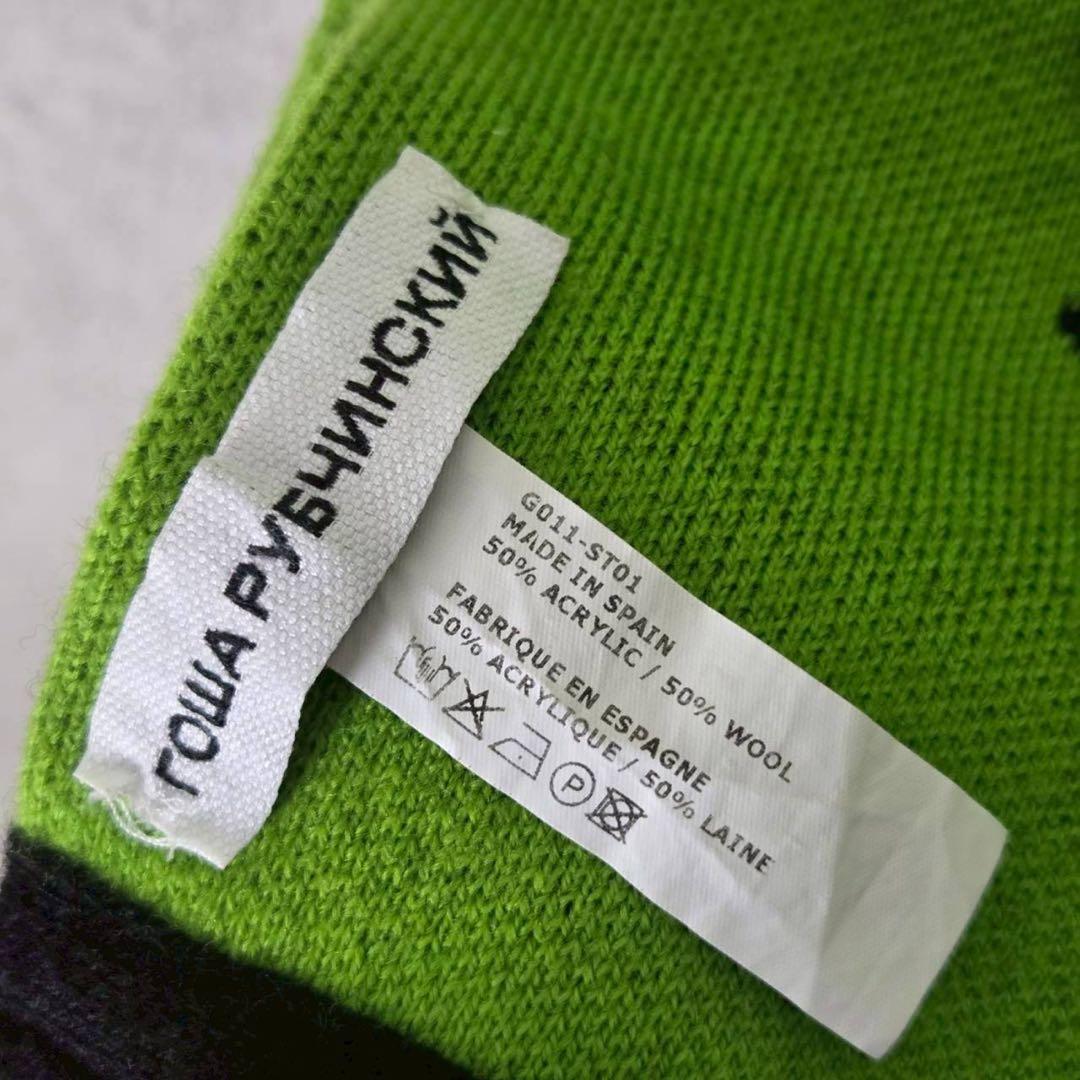 ГОША РУБЧИНСКИЙ
G011-ST01
MADE IN SPAIN
50% ACRYLIC / 50% WOOL
FABRIQUE EN ESPAGNE
50% ACRYLIQUE / 50% LAINE
P